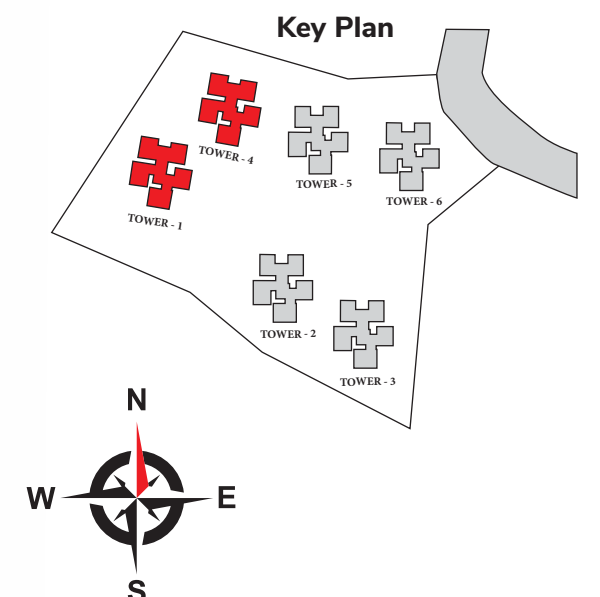 Key Plan
TOWER - 4
TOWER - 5
TOWER - 6
TOWER - 1
TOWER - 2
TOWER - 3
N
W E
S